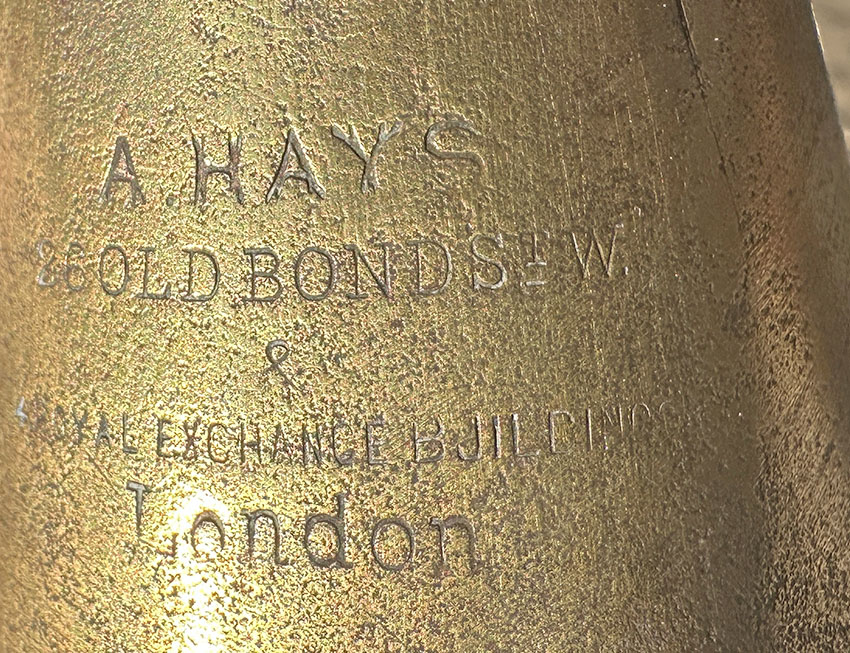 A. HAYS
26 OLD BOND ST W.
&
ROYAL EXCHANGE BUILDINGS
London